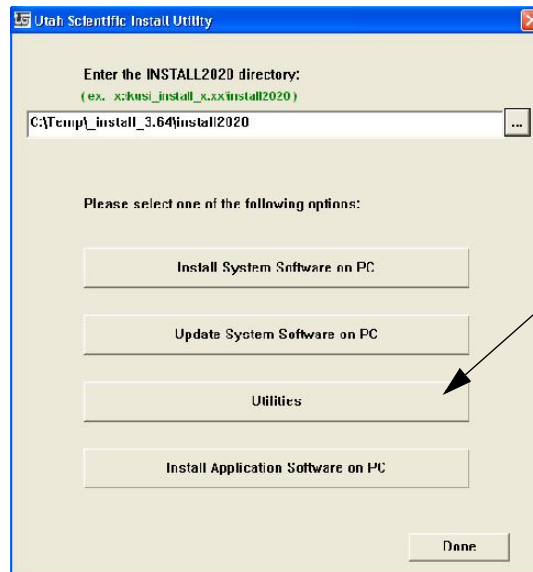 Utah Scientific Install Utility
Enter the INSTALL2020 directory:
( ex. x:\usi_install_x.xx\install2020 )
C:\Temp\_install_3.64\install2020
...
Please select one of the following options:
Install System Software on PC
Update System Software on PC
Utilities
Install Application Software on PC
Done